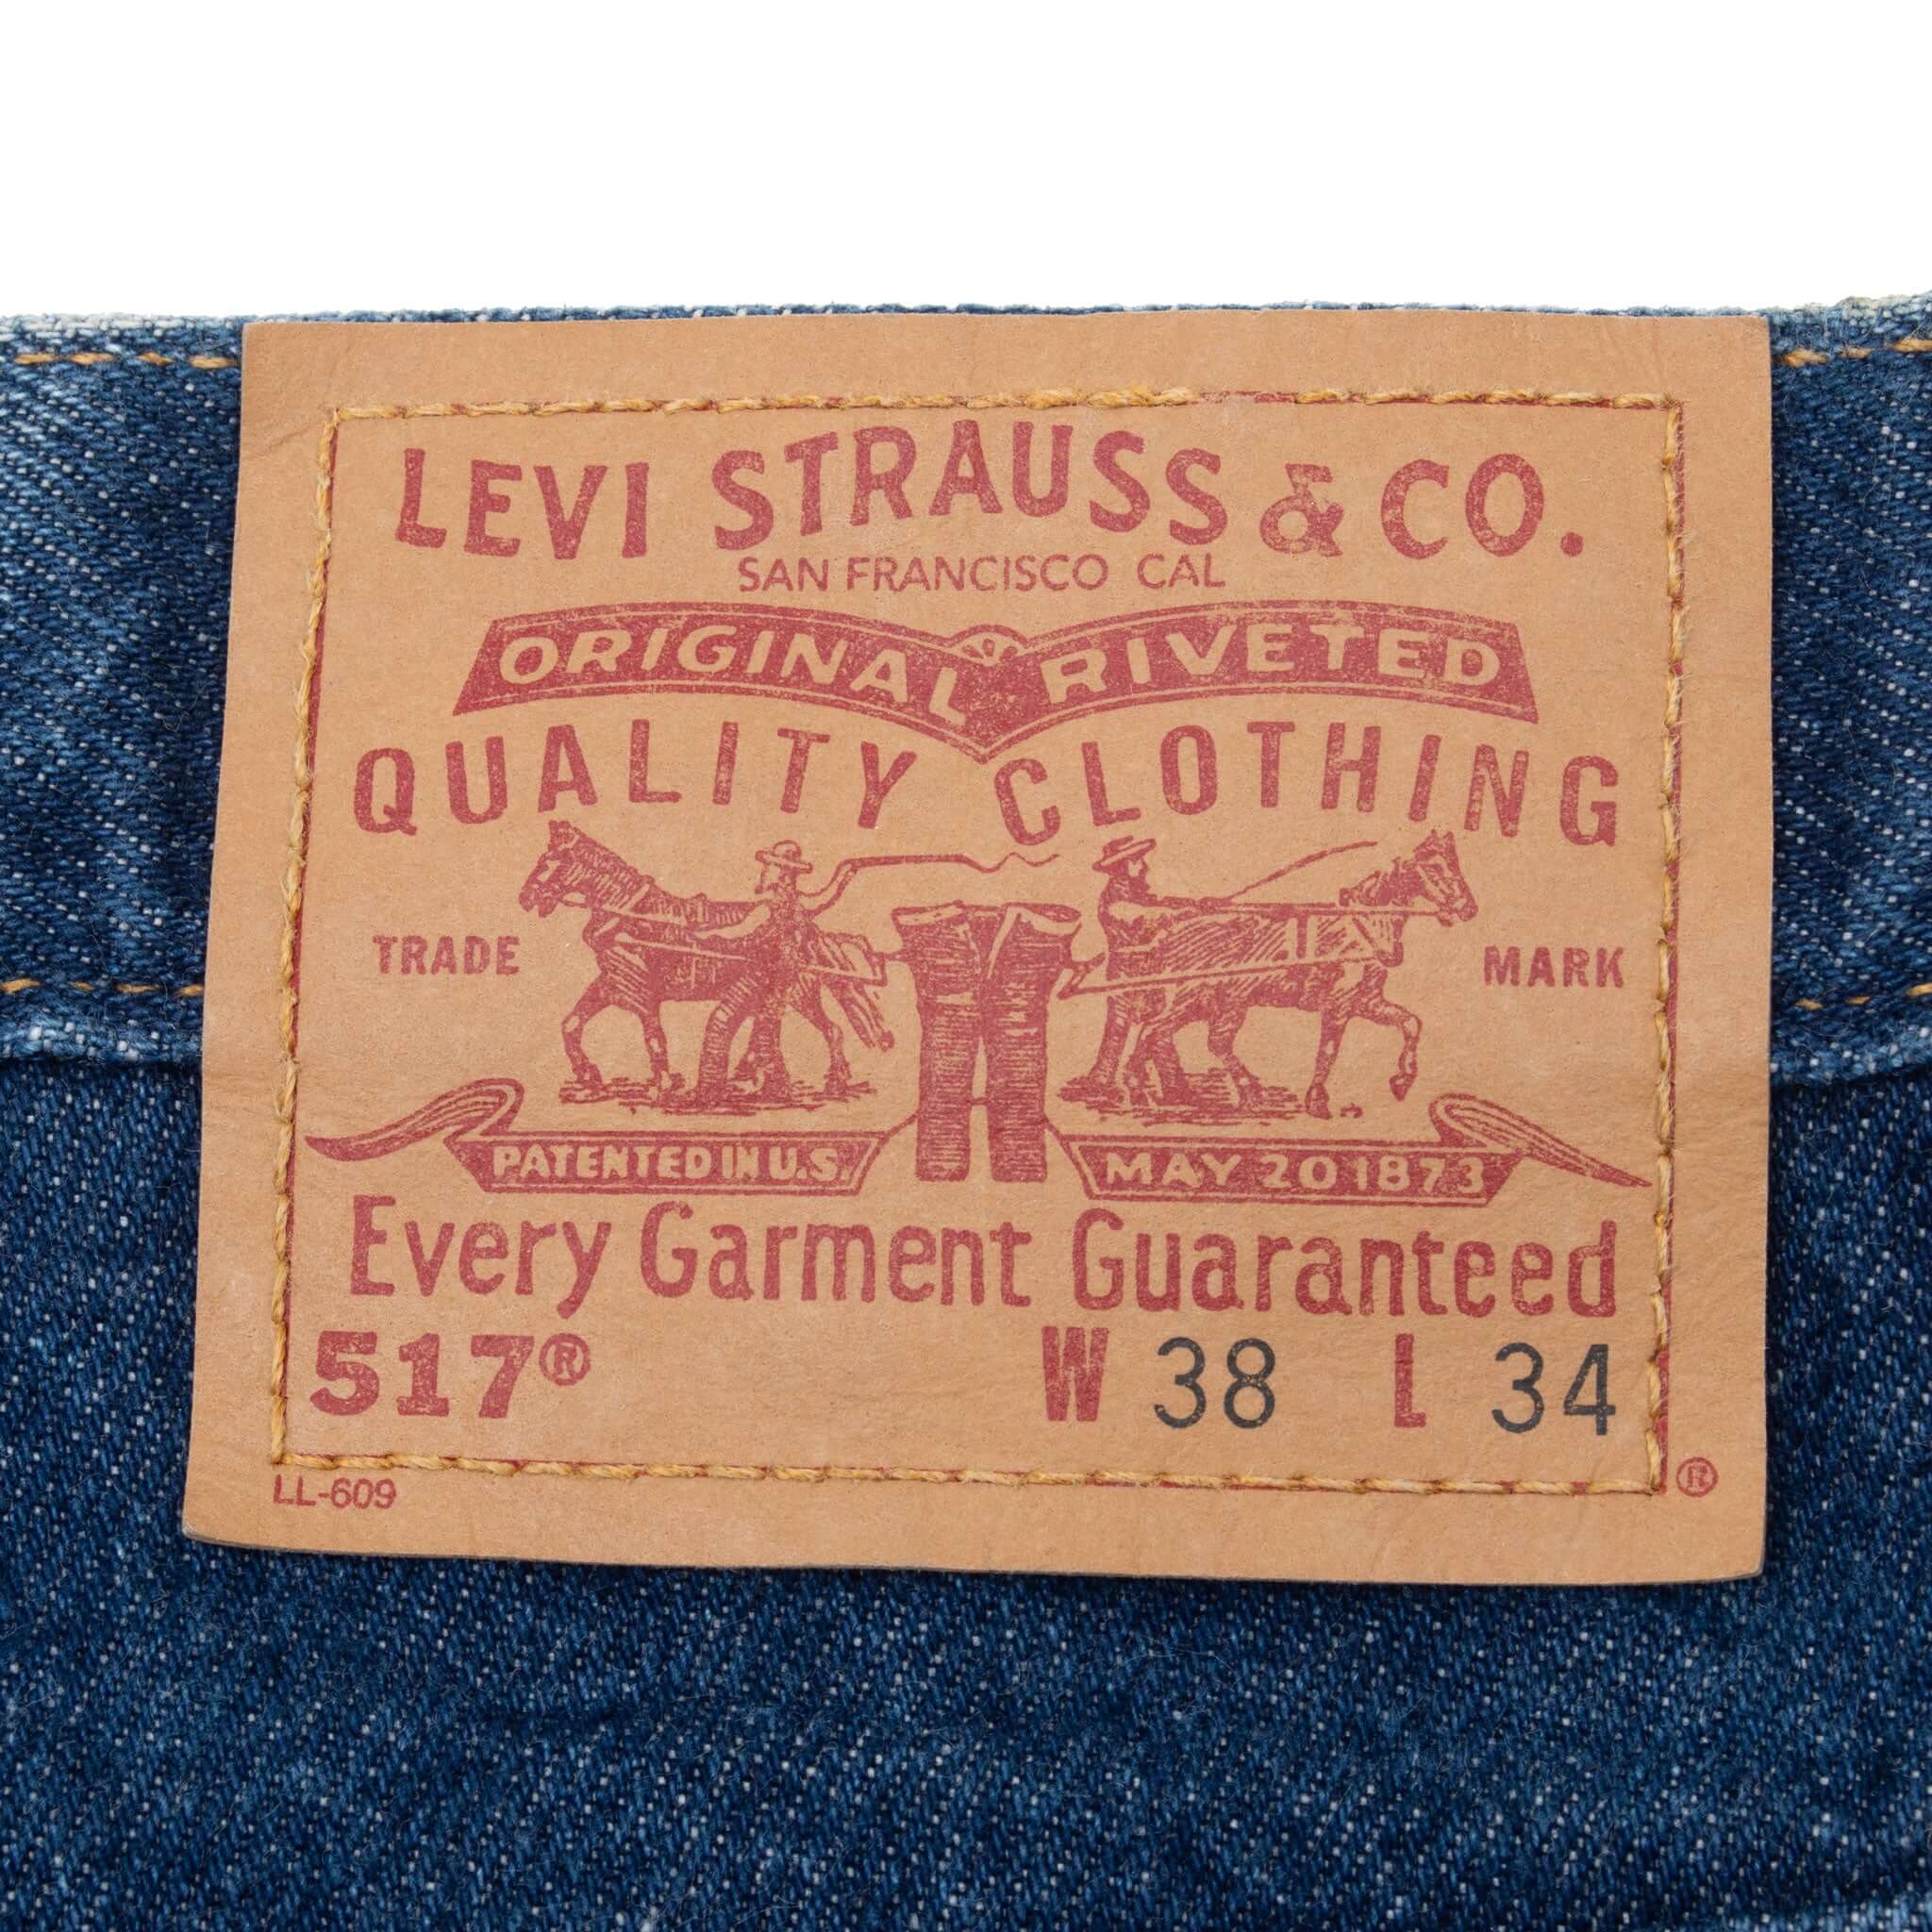 LEVI STRAUSS & CO.
SAN FRANCISCO CAL
ORIGINAL RIVETED
QUALITY CLOTHING
TRADE MARK
PATENTED IN U.S. MAY 20 1873
Every Garment Guaranteed
517® W 38 L 34
LL-609 ®